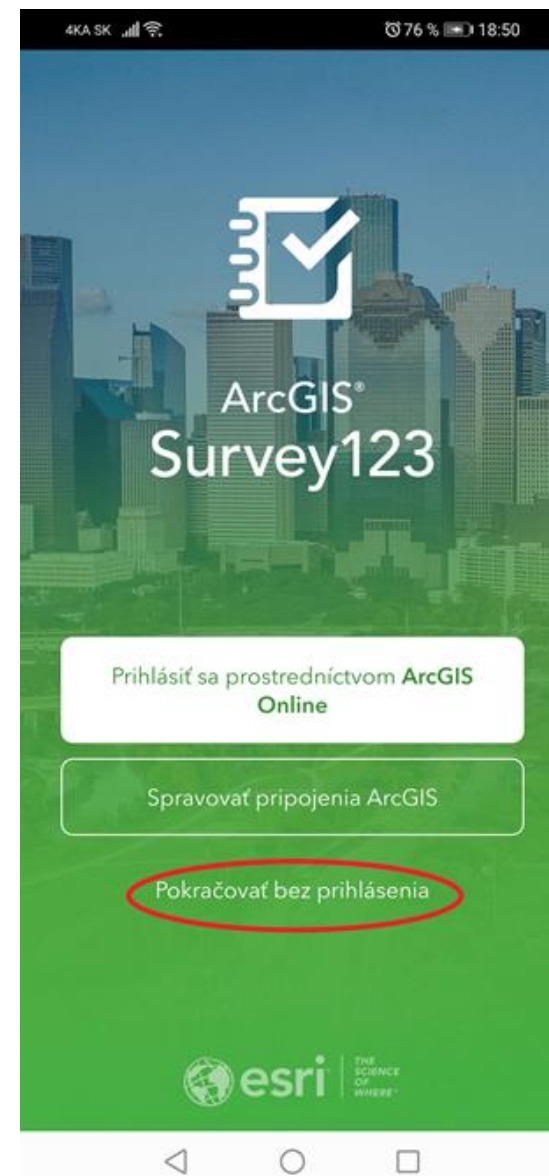 4KA SK 76 % 18:50
ArcGIS®
Survey123
Prihlásiť sa prostredníctvom ArcGIS
Online
Spravovať pripojenia ArcGIS
Pokračovať bez prihlásenia
esri
THE
SCIENCE
OF
WHERE™